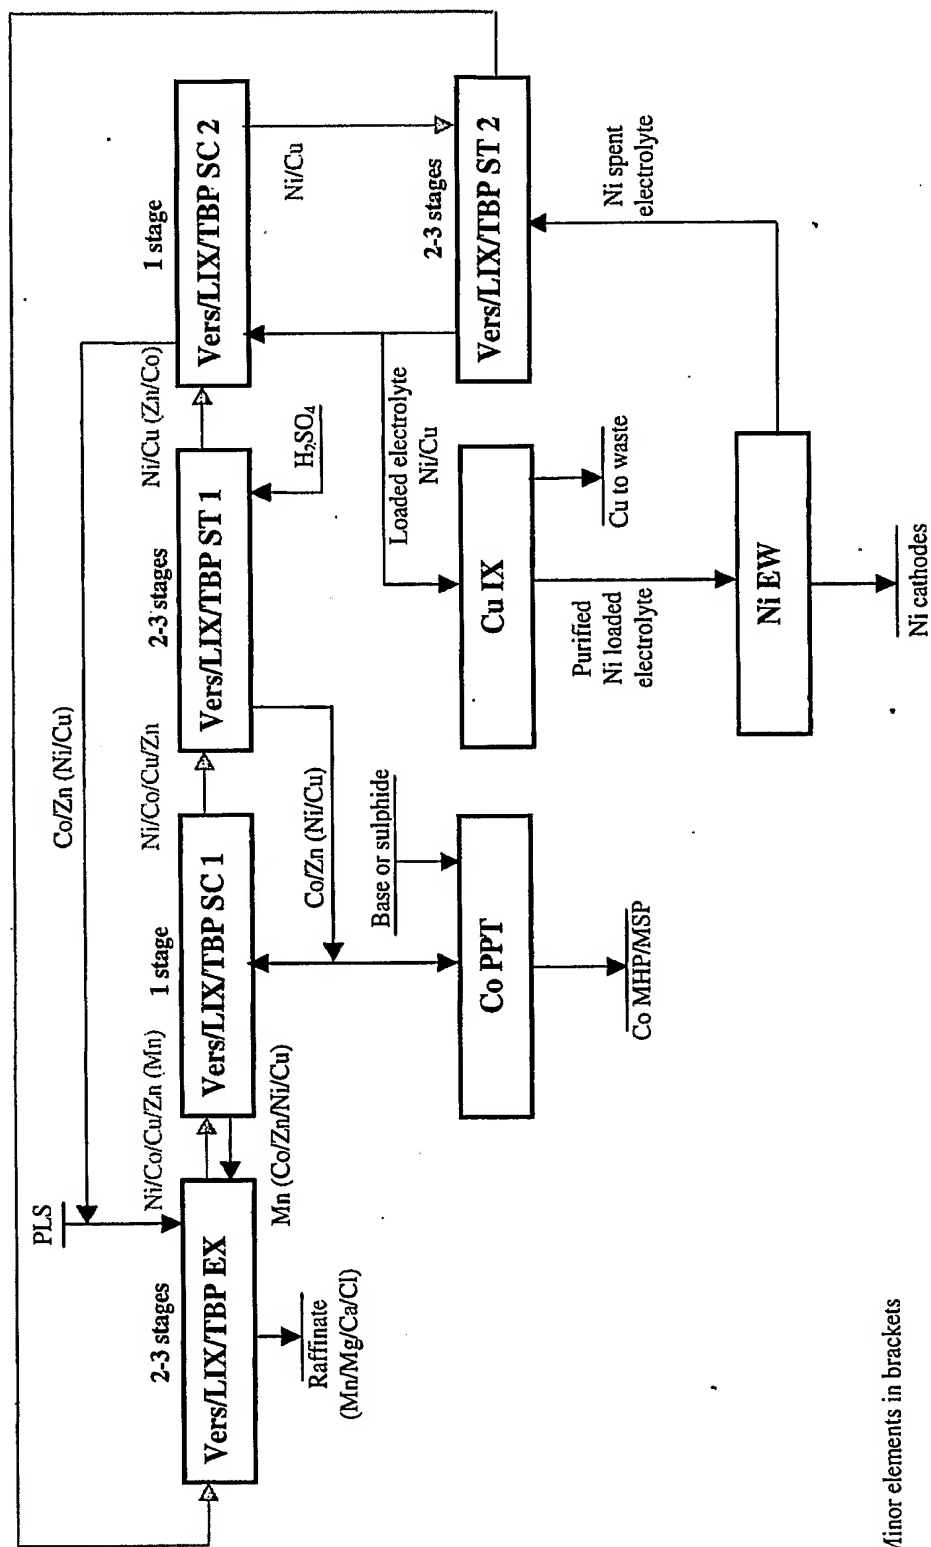 Co/Zn (Ni/Cu)
PLS
2-3 stages
Vers/LIX/TBP EX
Ni/Co/Cu/Zn (Mn)
Mn (Co/Zn/Ni/Cu)
Raffinate
(Mn/Mg/Ca/Cl)
1 stage
Vers/LIX/TBP SC 1
Ni/Co/Cu/Zn
2-3 stages
Vers/LIX/TBP ST 1
Co/Zn (Ni/Cu)
H₂SO₄
Ni/Cu (Zn/Co)
1 stage
Vers/LIX/TBP SC 2
Ni/Cu
Base or sulphide
Co PPT
Co MHP/MSP
Loaded electrolyte
Ni/Cu
Cu IX
Cu to waste
Purified
Ni loaded
electrolyte
2-3 stages
Vers/LIX/TBP ST 2
Ni spent
electrolyte
Ni EW
Ni cathodes
elements in brackets